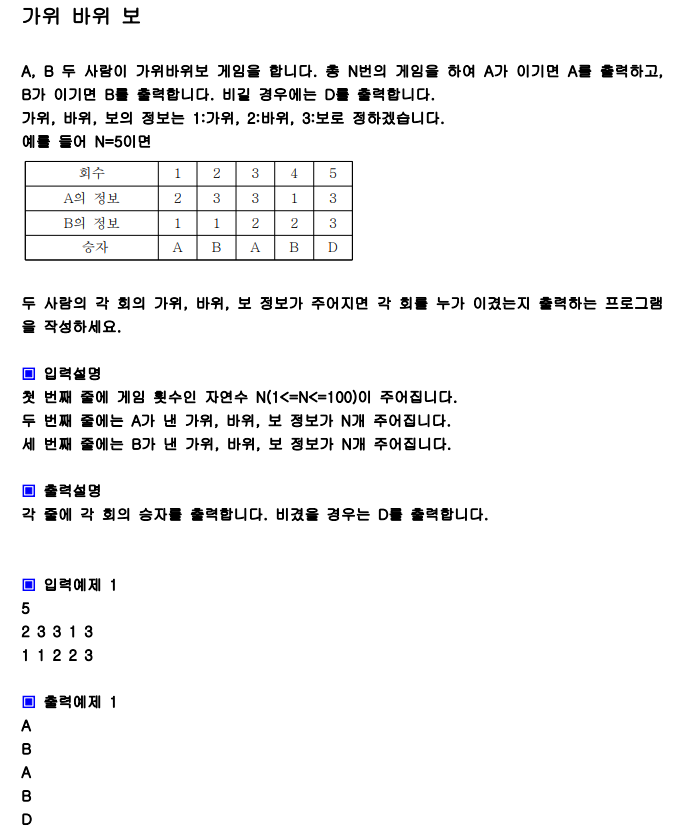 가위 바위 보
A, B 두 사람이 가위바위보 게임을 합니다. 총 N번의 게임을 하여 A가 이기면 A를 출력하고,
B가 이기면 B를 출력합니다. 비길 경우에는 D를 출력합니다.
가위, 바위, 보의 정보는 1:가위, 2:바위, 3:보로 정하겠습니다.
예를 들어 N=5이면
회수 1 2 3 4 5
A의 정보 2 3 3 1 3
B의 정보 1 1 2 2 3
승자 A B A B D
두 사람의 각 회의 가위, 바위, 보 정보가 주어지면 각 회를 누가 이겼는지 출력하는 프로그램
을 작성하세요.
▣ 입력설명
첫 번째 줄에 게임 횟수인 자연수 N(1<=N<=100)이 주어집니다.
두 번째 줄에는 A가 낸 가위, 바위, 보 정보가 N개 주어집니다.
세 번째 줄에는 B가 낸 가위, 바위, 보 정보가 N개 주어집니다.
▣ 출력설명
각 줄에 각 회의 승자를 출력합니다. 비겼을 경우는 D를 출력합니다.
▣ 입력예제 1
5
2 3 3 1 3
1 1 2 2 3
▣ 출력예제 1
A
B
A
B
D